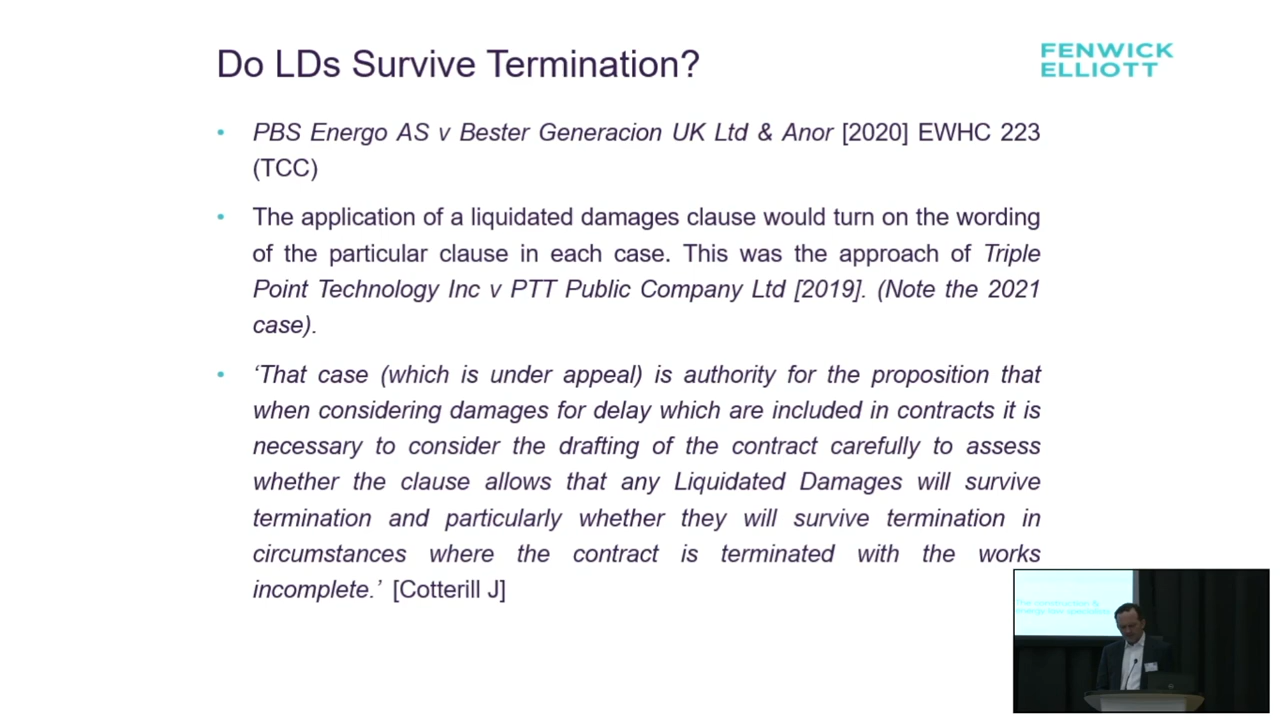 Do LDs Survive Termination?
FENWICK
ELLIOTT
• PBS Energo AS v Bester Generacion UK Ltd & Anor [2020] EWHC 223
(TCC)
• The application of a liquidated damages clause would turn on the wording
of the particular clause in each case. This was the approach of Triple
Point Technology Inc v PTT Public Company Ltd [2019]. (Note the 2021
case).
• ‘That case (which is under appeal) is authority for the proposition that
when considering damages for delay which are included in contracts it is
necessary to consider the drafting of the contract carefully to assess
whether the clause allows that any Liquidated Damages will survive
termination and particularly whether they will survive termination in
circumstances where the contract is terminated with the works
incomplete.’ [Cotterill J]
The construction &
energy law specialists